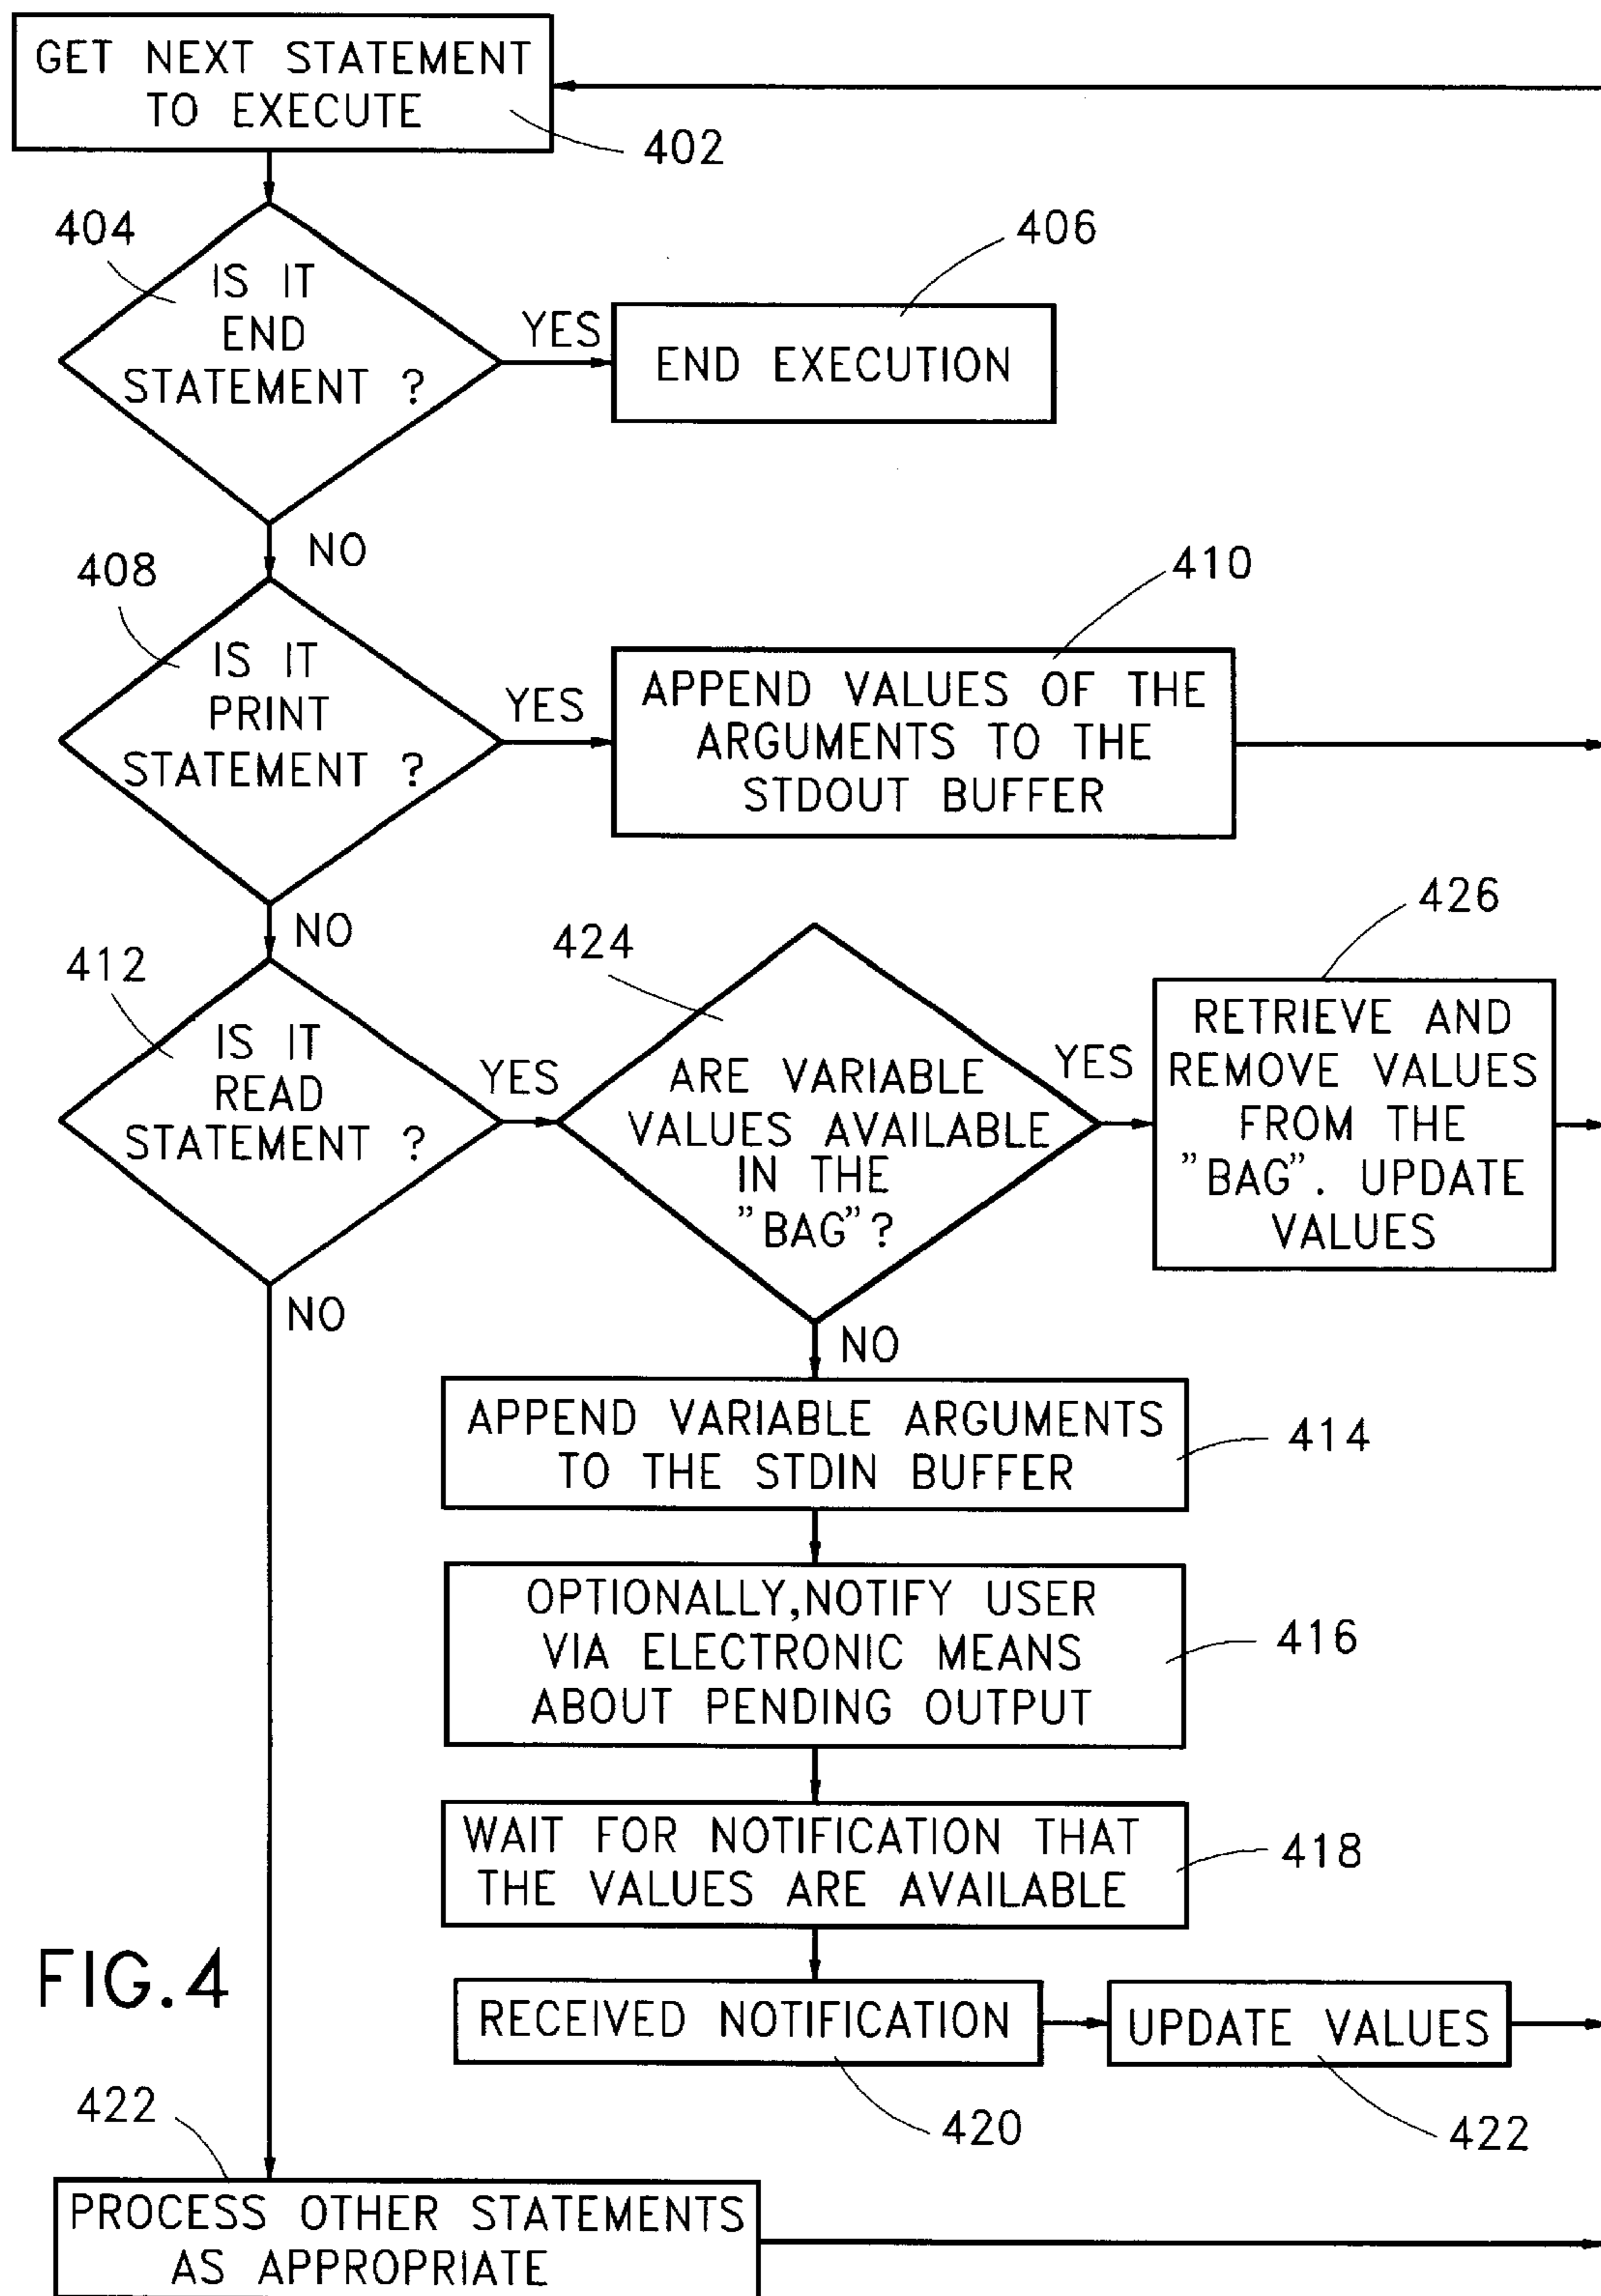 GET NEXT STATEMENT
TO EXECUTE
402
404
IS IT
END
STATEMENT ?
YES
406
END EXECUTION
NO
408
IS IT
PRINT
STATEMENT ?
YES
410
APPEND VALUES OF THE
ARGUMENTS TO THE
STDOUT BUFFER
NO
412
IS IT
READ
STATEMENT ?
YES
424
ARE VARIABLE
VALUES AVAILABLE
IN THE
"BAG"?
YES
426
RETRIEVE AND
REMOVE VALUES
FROM THE
"BAG". UPDATE
VALUES
NO
NO
APPEND VARIABLE ARGUMENTS
TO THE STDIN BUFFER
414
OPTIONALLY,NOTIFY USER
VIA ELECTRONIC MEANS
ABOUT PENDING OUTPUT
416
WAIT FOR NOTIFICATION THAT
THE VALUES ARE AVAILABLE
418
FIG.4
RECEIVED NOTIFICATION
420
UPDATE VALUES
422
422
PROCESS OTHER STATEMENTS
AS APPROPRIATE